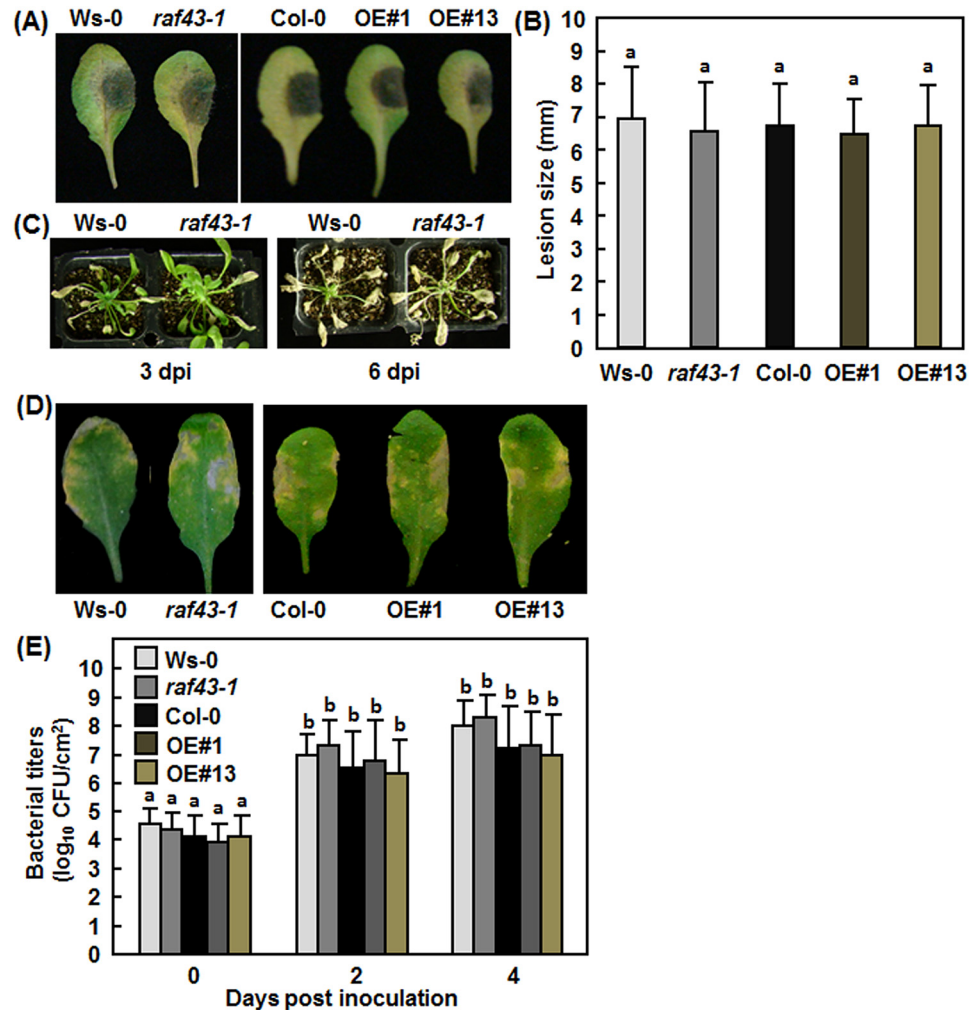 (A)
Ws-0 raf43-1 Col-0 OE#1 OE#13
(B)
10
9
8
7
6
5
4
3
2
1
0
Lesion size (mm)
a a a a a
Ws-0 raf43-1 Col-0 OE#1 OE#13
(C)
Ws-0 raf43-1 Ws-0 raf43-1
3 dpi 6 dpi
(D)
Ws-0 raf43-1 Col-0 OE#1 OE#13
(E)
10
9
8
7
6
5
4
3
2
1
0
Bacterial titers
(log10 CFU/cm2)
Ws-0
raf43-1
Col-0
OE#1
OE#13
a a a a a
b b b b b
b b b b b
0 2 4
Days post inoculation